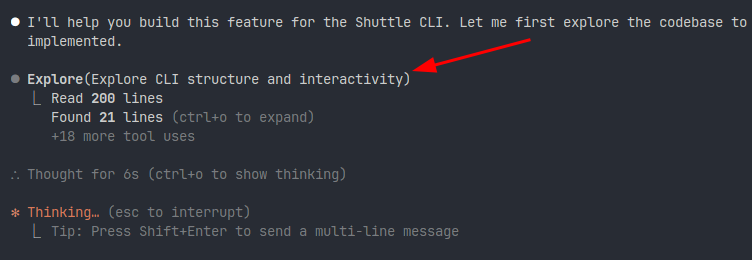 ● I'll help you build this feature for the Shuttle CLI. Let me first explore the codebase to
implemented.
● Explore(Explore CLI structure and interactivity)
⎿ Read 200 lines
Found 21 lines (ctrl+o to expand)
+18 more tool uses
∴ Thought for 6s (ctrl+o to show thinking)
✻ Thinking… (esc to interrupt)
⎿ Tip: Press Shift+Enter to send a multi-line message